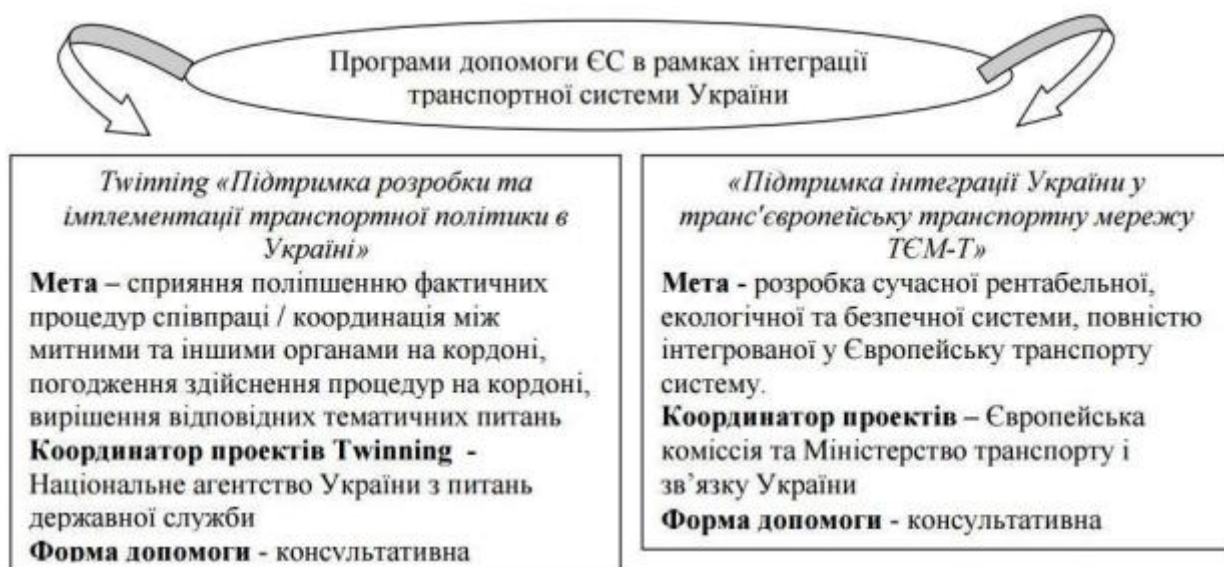 Програми допомоги ЄС в рамках інтеграції
транспортної системи України
Twinning «Підтримка розробки та
імплементації транспортної політики в
Україні»
Мета – сприяння поліпшенню фактичних
процедур співпраці / координація між
митними та іншими органами на кордоні,
погодження здійснення процедур на кордоні,
вирішення відповідних тематичних питань
Координатор проектів Twinning -
Національне агентство України з питань
державної служби
Форма допомоги - консультативна
«Підтримка інтеграції України у
транс'європейську транспортну мережу
ТЄМ-Т»
Мета - розробка сучасної рентабельної,
екологічної та безпечної системи, повністю
інтегрованої у Європейську транспорту
систему.
Координатор проектів – Європейська
коміссія та Міністерство транспорту і
зв’язку України
Форма допомоги - консультативна